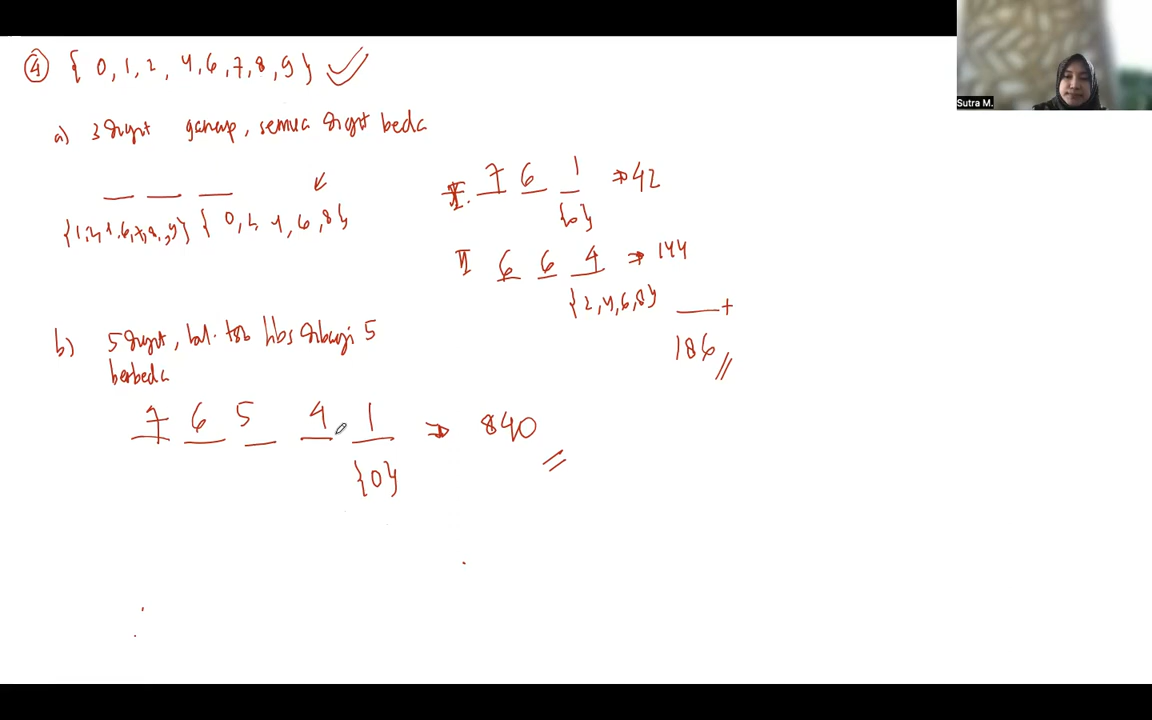 ④ { 0, 1, 2, 4, 6, 7, 8, 9 }
a) 3 digit genap, semua digit beda
{1, 2, 4, 6, 7, 8, 9} { 0, 2, 4, 6, 8}
I. 7 6 1 ⇒ 42
{0}
II 6 6 4 ⇒ 144
{2, 4, 6, 8}
+
186 //
b) 5 digit, bil. tsb hbs dibagi 5
berbeda
7 6 5 4 1 ⇒ 840
{0} //
Sutra M.